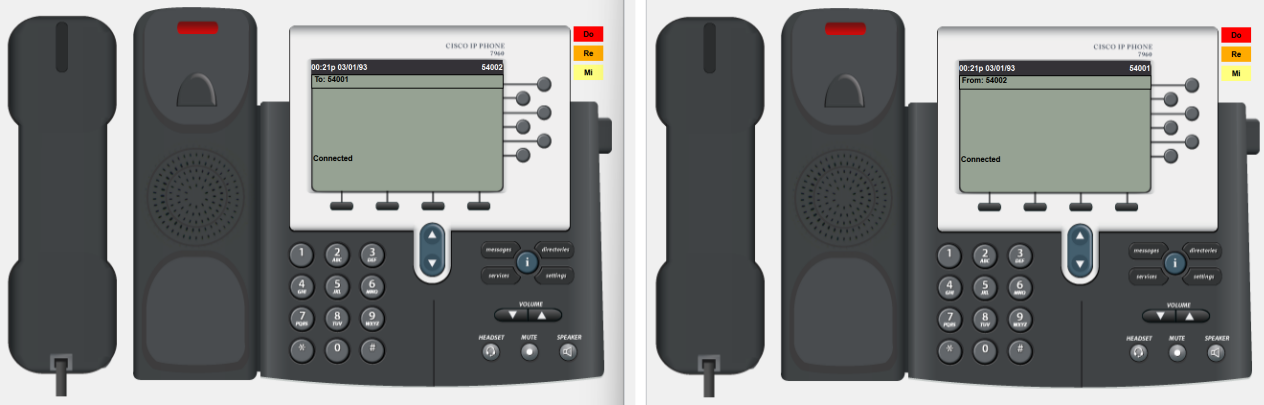 CISCO IP PHONE
7960
00:21p 03/01/93 54002
To: 54001
Connected
Do
Re
Mi
1
2 ABC
3 DEF
4 GHI
5 JKL
6 MNO
7 PQRS
8 TUV
9 WXYZ
*
0
#
messages
directories
i
services
settings
VOLUME
HEADSET
MUTE
SPEAKER
CISCO IP PHONE
7960
00:21p 03/01/93 54001
From: 54002
Connected
Do
Re
Mi
1
2 ABC
3 DEF
4 GHI
5 JKL
6 MNO
7 PQRS
8 TUV
9 WXYZ
*
0
#
messages
directories
i
services
settings
VOLUME
HEADSET
MUTE
SPEAKER